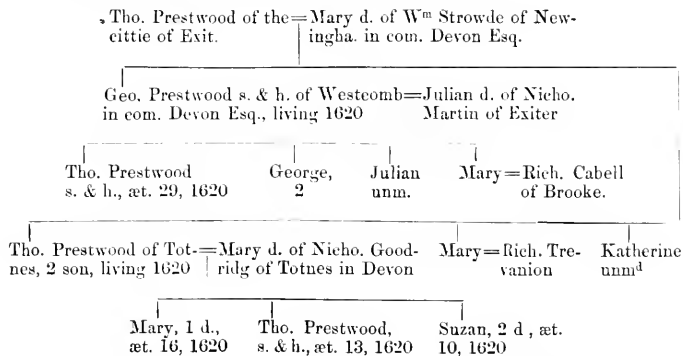 Tho. Prestwood of the=Mary d. of Wᵐ Strowde of New-
cittie of Exit. ingha. in com. Devon Esq.
Geo. Prestwood s. & h. of Westcomb=Julian d. of Nicho.
in com. Devon Esq., living 1620 Martin of Exiter
Tho. Prestwood George, Julian Mary=Rich. Cabell
s. & h., æt. 29, 1620 2 unm. of Brooke.
Tho. Prestwood of Tot-=Mary d. of Nicho. Good- Mary=Rich. Tre- Katherine
nes, 2 son, living 1620 ridg of Totnes in Devon vanion unmᵈ
Mary, 1 d., Tho. Prestwood, Suzan, 2 d , æt.
æt. 16, 1620 s. & h., æt. 13, 1620 10, 1620